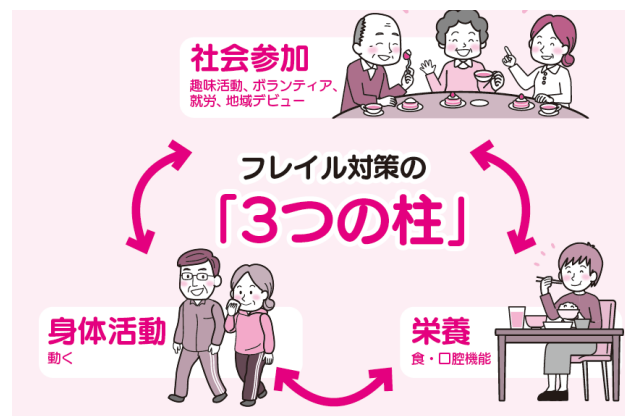 社会参加
趣味活動、ボランティア、
就労、地域デビュー
フレイル対策の
「3つの柱」
身体活動
動く
栄養
食・口腔機能